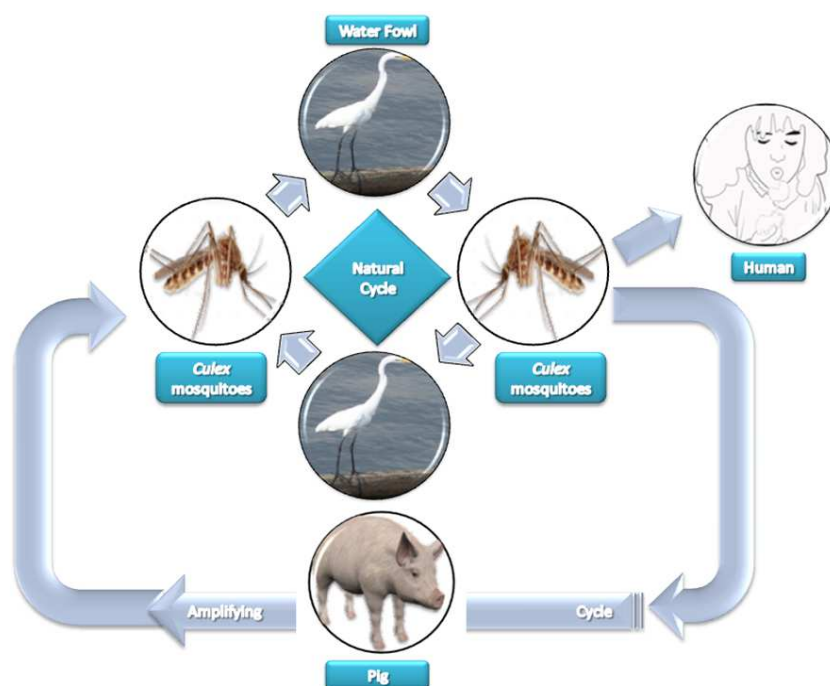 Water Fowl
Human
Natural
Cycle
Culex
mosquitoes
Culex
mosquitoes
Amplifying
Cycle
Pig